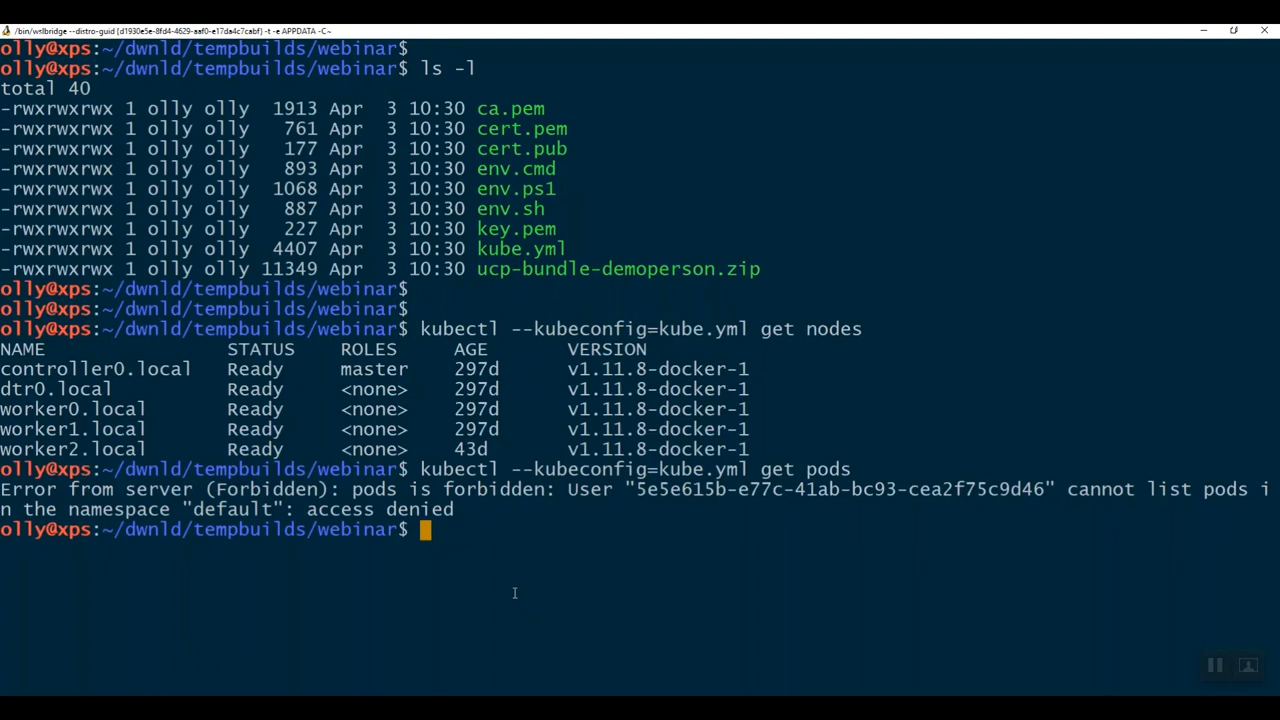 /bin/wslbridge --distro-guid {d1930e5e-8fd4-4629-aaf0-e17da4c7cabf} -t -e APPDATA -C~
olly@xps:~/dwnld/tempbuilds/webinar$
olly@xps:~/dwnld/tempbuilds/webinar$ ls -l
total 40
-rwxrwxrwx 1 olly olly  1913 Apr  3 10:30 ca.pem
-rwxrwxrwx 1 olly olly   761 Apr  3 10:30 cert.pem
-rwxrwxrwx 1 olly olly   177 Apr  3 10:30 cert.pub
-rwxrwxrwx 1 olly olly   893 Apr  3 10:30 env.cmd
-rwxrwxrwx 1 olly olly  1068 Apr  3 10:30 env.ps1
-rwxrwxrwx 1 olly olly   887 Apr  3 10:30 env.sh
-rwxrwxrwx 1 olly olly   227 Apr  3 10:30 key.pem
-rwxrwxrwx 1 olly olly  4407 Apr  3 10:30 kube.yml
-rwxrwxrwx 1 olly olly 11349 Apr  3 10:30 ucp-bundle-demoperson.zip
olly@xps:~/dwnld/tempbuilds/webinar$
olly@xps:~/dwnld/tempbuilds/webinar$
olly@xps:~/dwnld/tempbuilds/webinar$ kubectl --kubeconfig=kube.yml get nodes
NAME                STATUS    ROLES     AGE       VERSION
controller0.local   Ready     master    297d      v1.11.8-docker-1
dtr0.local          Ready     <none>    297d      v1.11.8-docker-1
worker0.local       Ready     <none>    297d      v1.11.8-docker-1
worker1.local       Ready     <none>    297d      v1.11.8-docker-1
worker2.local       Ready     <none>    43d       v1.11.8-docker-1
olly@xps:~/dwnld/tempbuilds/webinar$ kubectl --kubeconfig=kube.yml get pods
Error from server (Forbidden): pods is forbidden: User "5e5e615b-e77c-41ab-bc93-cea2f75c9d46" cannot list pods i
n the namespace "default": access denied
olly@xps:~/dwnld/tempbuilds/webinar$